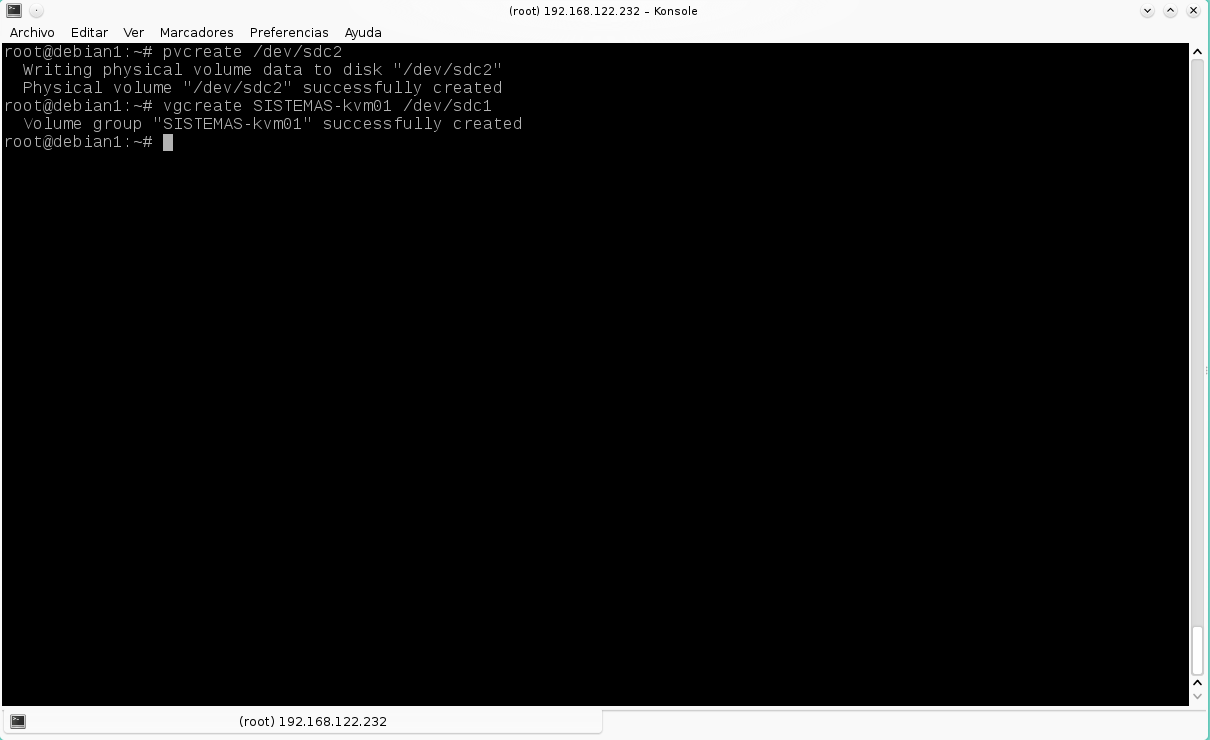 (root) 192.168.122.232 – Konsole
Archivo Editar Ver Marcadores Preferencias Ayuda
root@debian1:~# pvcreate /dev/sdc2
  Writing physical volume data to disk "/dev/sdc2"
  Physical volume "/dev/sdc2" successfully created
root@debian1:~# vgcreate SISTEMAS-kvm01 /dev/sdc1
  Volume group "SISTEMAS-kvm01" successfully created
root@debian1:~#
(root) 192.168.122.232